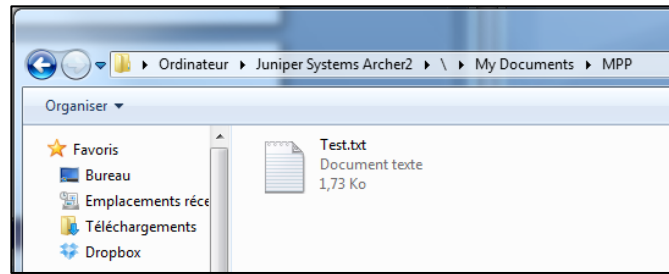 Ordinateur Juniper Systems Archer2 \ My Documents MPP
Organiser
Favoris
Bureau
Emplacements réce
Téléchargements
Dropbox
Test.txt
Document texte
1,73 Ko